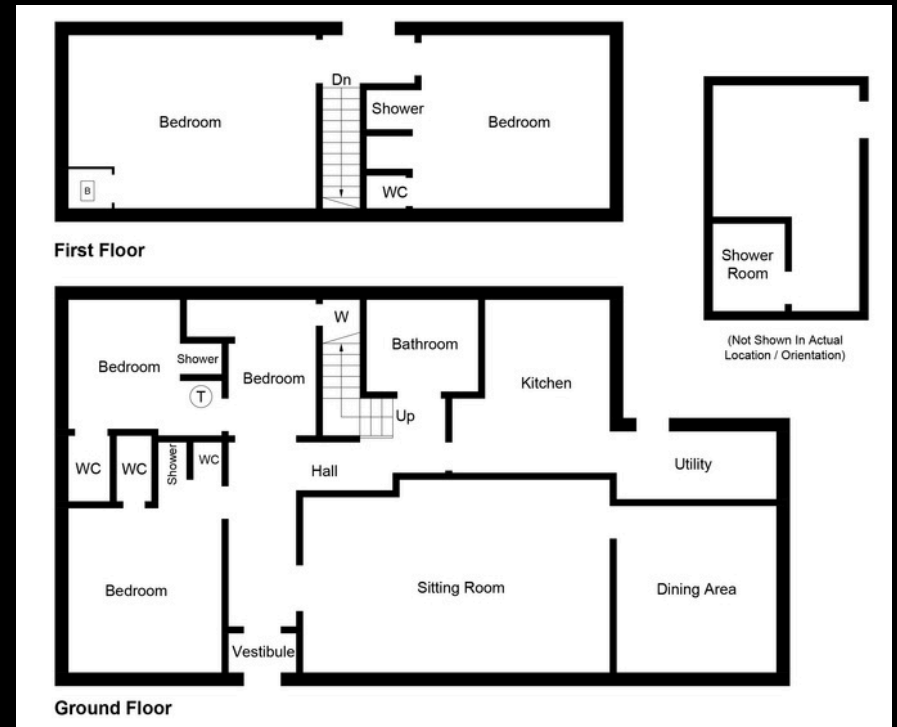 Dn
Bedroom
Shower
Bedroom
B
WC
First Floor
Shower
Room
(Not Shown In Actual
Location / Orientation)
W
Bathroom
Shower
Bedroom
Bedroom
Kitchen
T
Up
WC
WC
Shower
WC
Hall
Utility
Bedroom
Sitting Room
Dining Area
Vestibule
Ground Floor